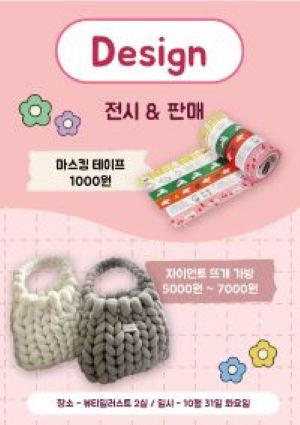 Design
전시 & 판매
마스킹 테이프
1000원
자이언트 뜨개 가방
5000원 ~ 7000원
장소 - 뷰티일러스트 2실 / 일시 - 10월 31일 화요일